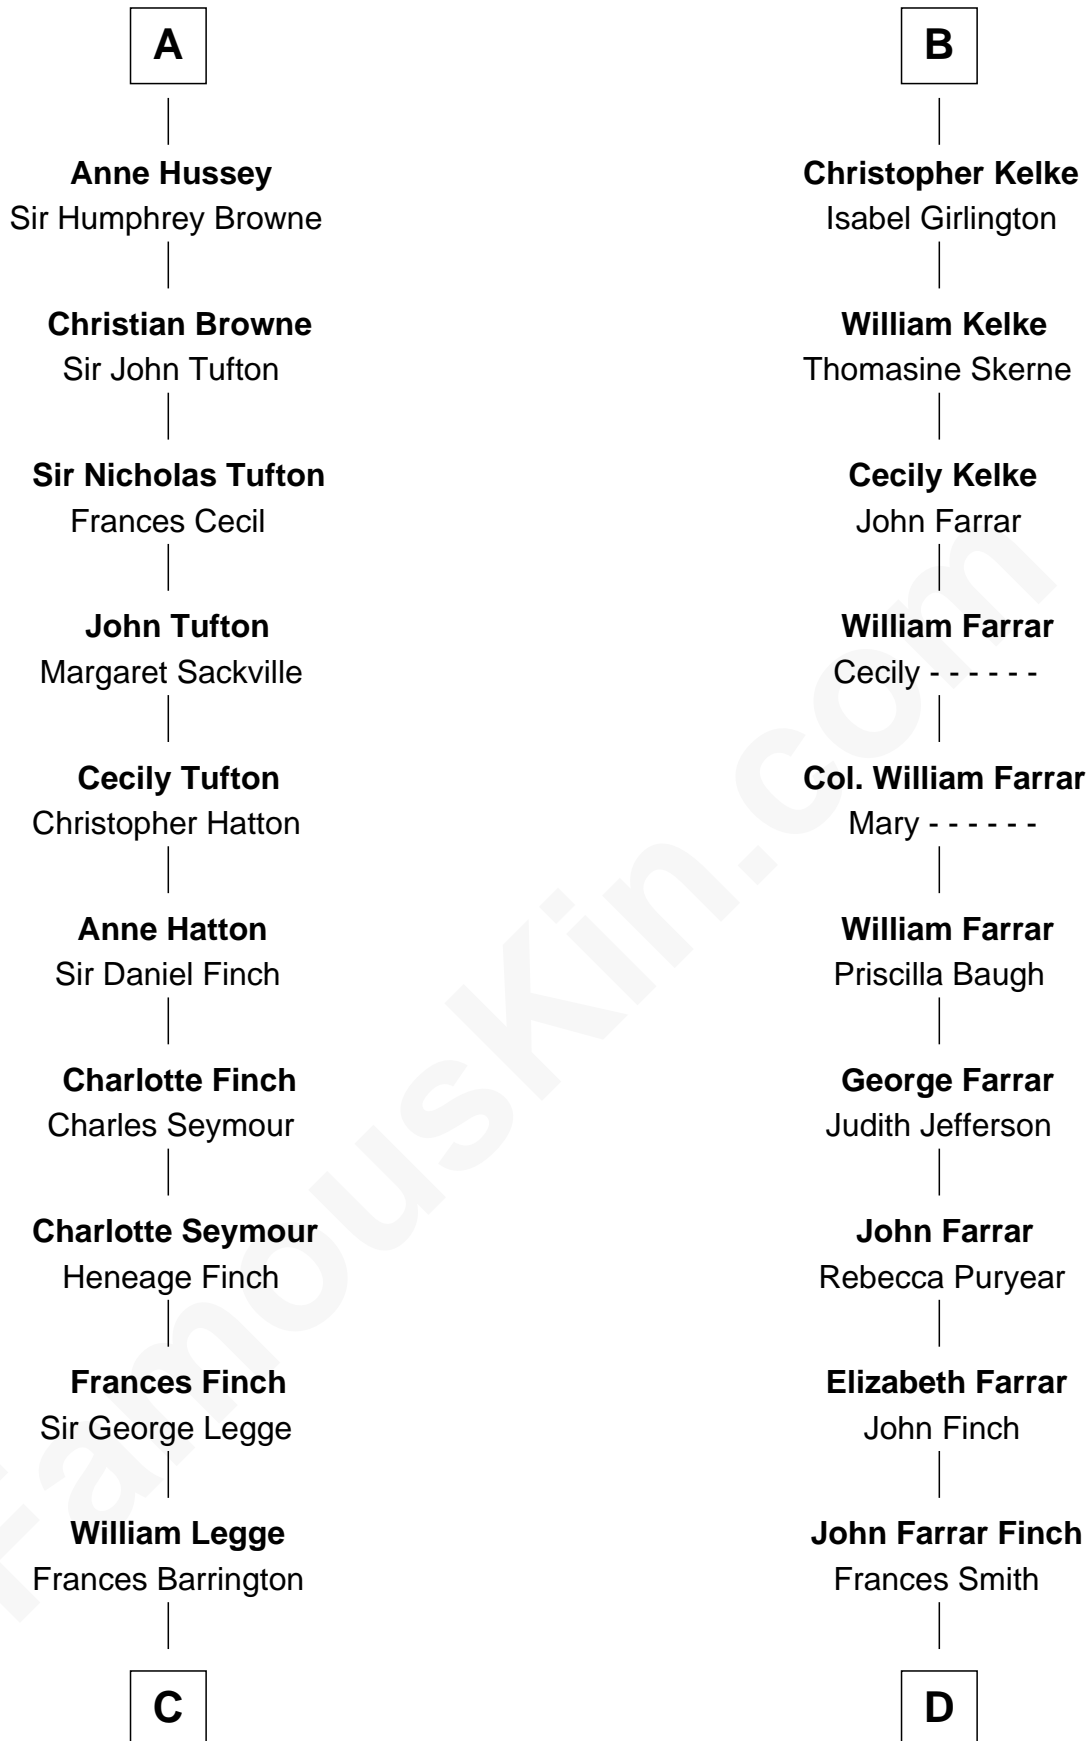 A
Anne Hussey
Sir Humphrey Browne
Christian Browne
Sir John Tufton
Sir Nicholas Tufton
Frances Cecil
John Tufton
Margaret Sackville
Cecily Tufton
Christopher Hatton
Anne Hatton
Sir Daniel Finch
Charlotte Finch
Charles Seymour
Charlotte Seymour
Heneage Finch
Frances Finch
Sir George Legge
William Legge
Frances Barrington
C
B
Christopher Kelke
Isabel Girlington
William Kelke
Thomasine Skerne
Cecily Kelke
John Farrar
William Farrar
Cecily - - - - - -
Col. William Farrar
Mary - - - - - -
William Farrar
Priscilla Baugh
George Farrar
Judith Jefferson
John Farrar
Rebecca Puryear
Elizabeth Farrar
John Finch
John Farrar Finch
Frances Smith
D
FamousKin.com